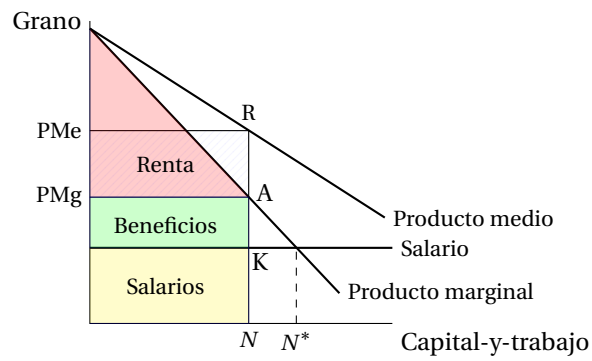 Grano
R
PMe
Renta
PMg
A
Producto medio
Beneficios
Salario
K
Salarios
Producto marginal
N
N*
Capital-y-trabajo